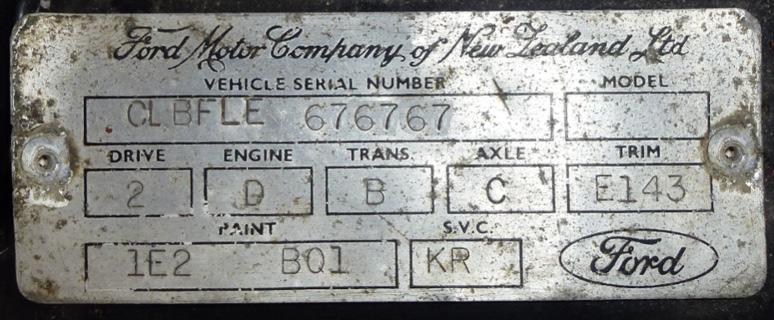 Ford Motor Company of New Zealand Ltd
VEHICLE SERIAL NUMBER MODEL
CLBFLE 676767
DRIVE ENGINE TRANS. AXLE TRIM
2 D B C E143
PAINT S.V.C.
1E2 BQ1 KR Ford